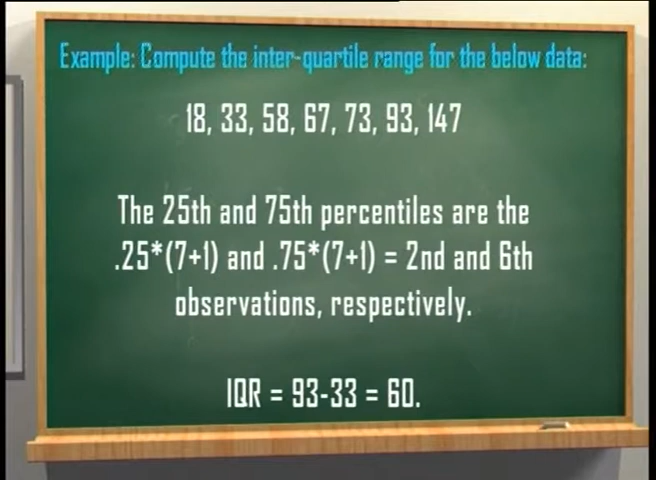 Example: Compute the inter-quartile range for the below data:
18, 33, 58, 67, 73, 93, 147
The 25th and 75th percentiles are the
.25*(7+1) and .75*(7+1) = 2nd and 6th
observations, respectively.
IQR = 93-33 = 60.